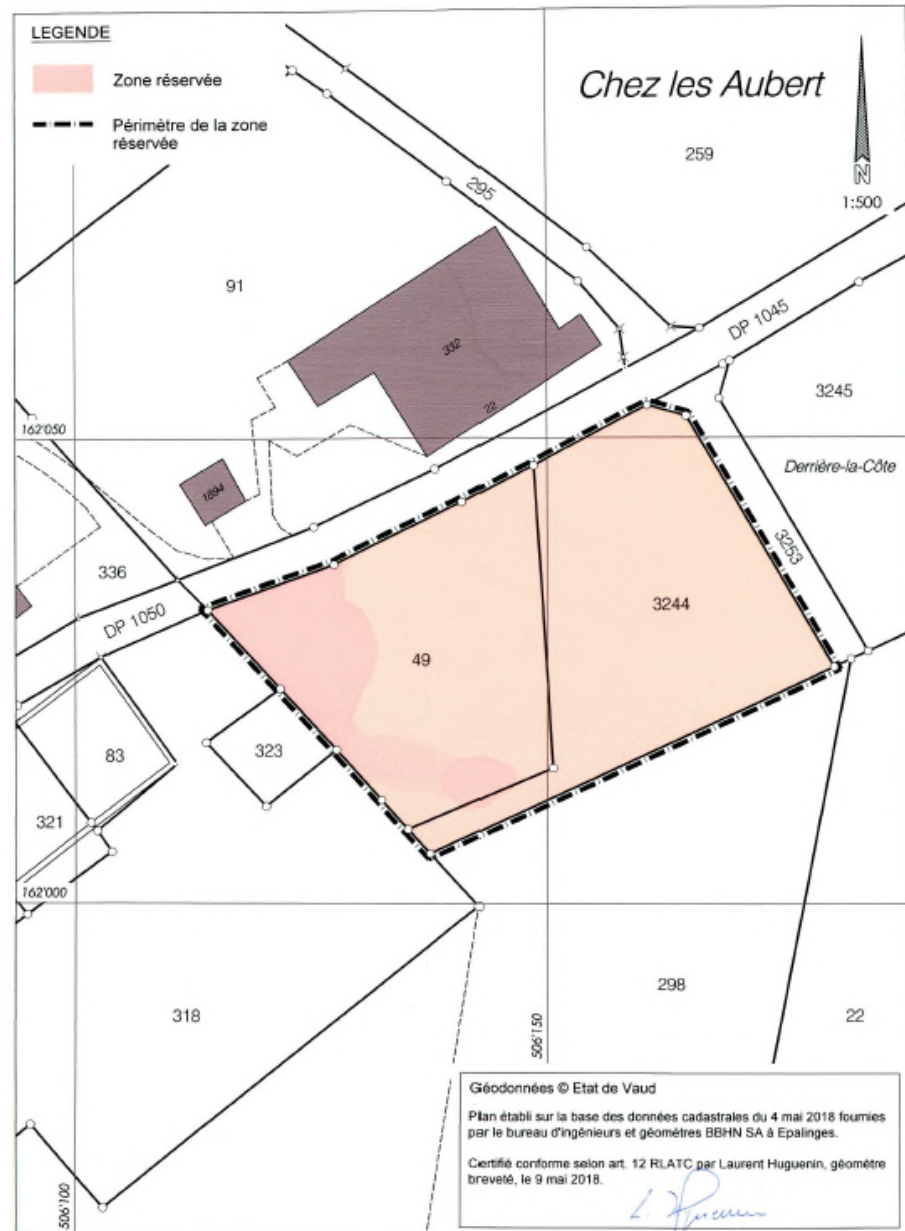 LEGENDE
Zone réservée
Périmètre de la zone
réservée
Chez les Aubert
N
1:500
259
295
91
332
22
DP 1045
3245
162'050
Derrière-la-Côte
1894
3253
336
DP 1050
3244
49
323
83
321
162'000
298
318
22
506'150
506'100
Géodonnées © Etat de Vaud
Plan établi sur la base des données cadastrales du 4 mai 2018 fournies
par le bureau d'ingénieurs et géomètres BBHN SA à Epalinges.
Certifié conforme selon art. 12 RLATC par Laurent Huguenin, géomètre
breveté, le 9 mai 2018.
L. Huguenin